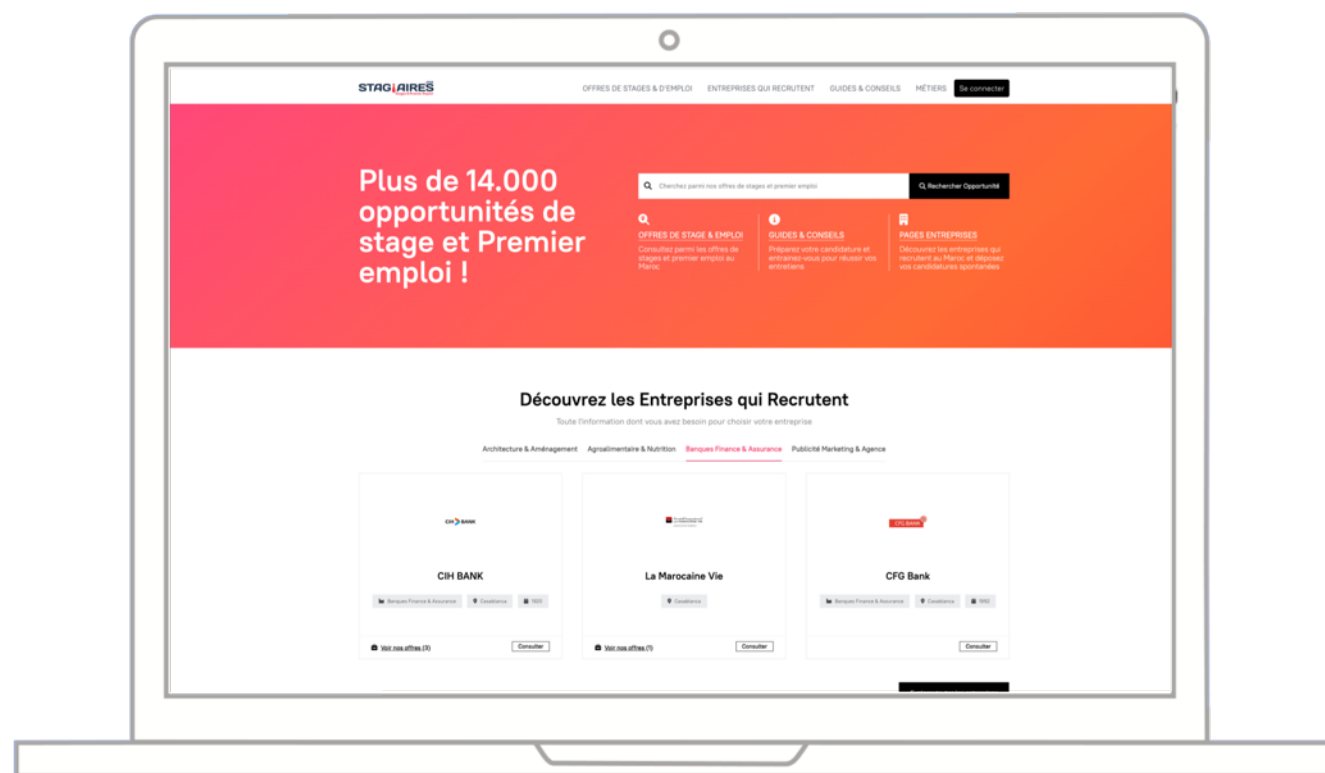 STAGIAIRES
OFFRES DE STAGES & D'EMPLOI ENTREPRISES QUI RECRUTENT GUIDES & CONSEILS MÉTIERS Se connecter
Plus de 14.000
opportunités de
stage et Premier
emploi !
Cherchez parmi nos offres de stages et premier emploi
Rechercher Opportunité
OFFRES DE STAGE & EMPLOI
Consultez parmi les offres de
stages et premier emploi au
Maroc
GUIDES & CONSEILS
Préparez votre candidature et
entrainez-vous pour réussir vos
entretiens
PAGES ENTREPRISES
Découvrez les entreprises qui
recrutent au Maroc et déposez
vos candidatures spontanées
Découvrez les Entreprises qui Recrutent
Toute l'information dont vous avez besoin pour choisir votre entreprise
Architecture & Aménagement Agroalimentaire & Nutrition Banques Finance & Assurance Publicité Marketing & Agence
CIH BANK
CIH BANK
Banques Finance & Assurance Casablanca 1920
Voir nos offres (3) Consulter
La Marocaine Vie
Casablanca
Voir nos offres (1) Consulter
CFG BANK
CFG Bank
Banques Finance & Assurance Casablanca 1992
Consulter